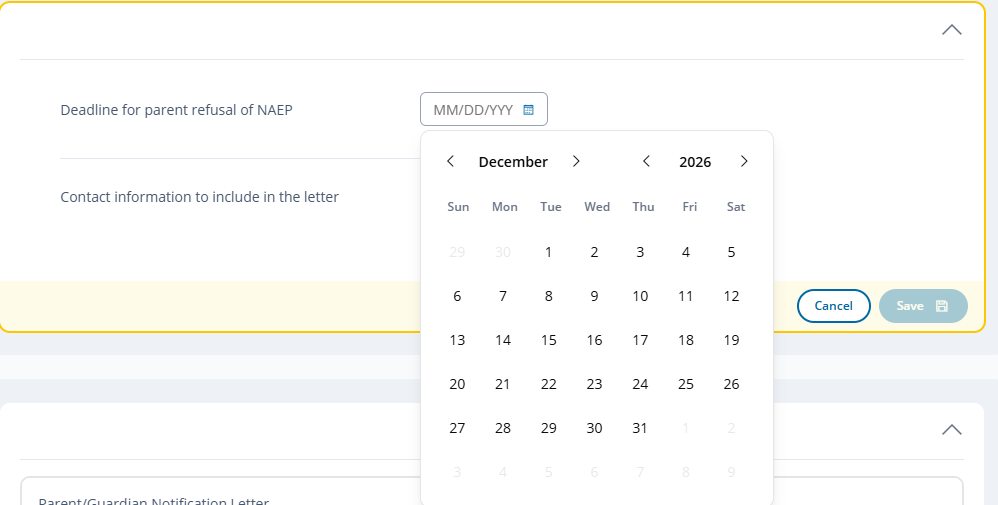 Deadline for parent refusal of NAEP
MM/DD/YYY
December 2026
Sun Mon Tue Wed Thu Fri Sat
29 30 1 2 3 4 5
6 7 8 9 10 11 12
13 14 15 16 17 18 19
20 21 22 23 24 25 26
27 28 29 30 31 1 2
3 4 5 6 7 8 9
Contact information to include in the letter
Cancel Save
Parent/Guardian Notification Letter